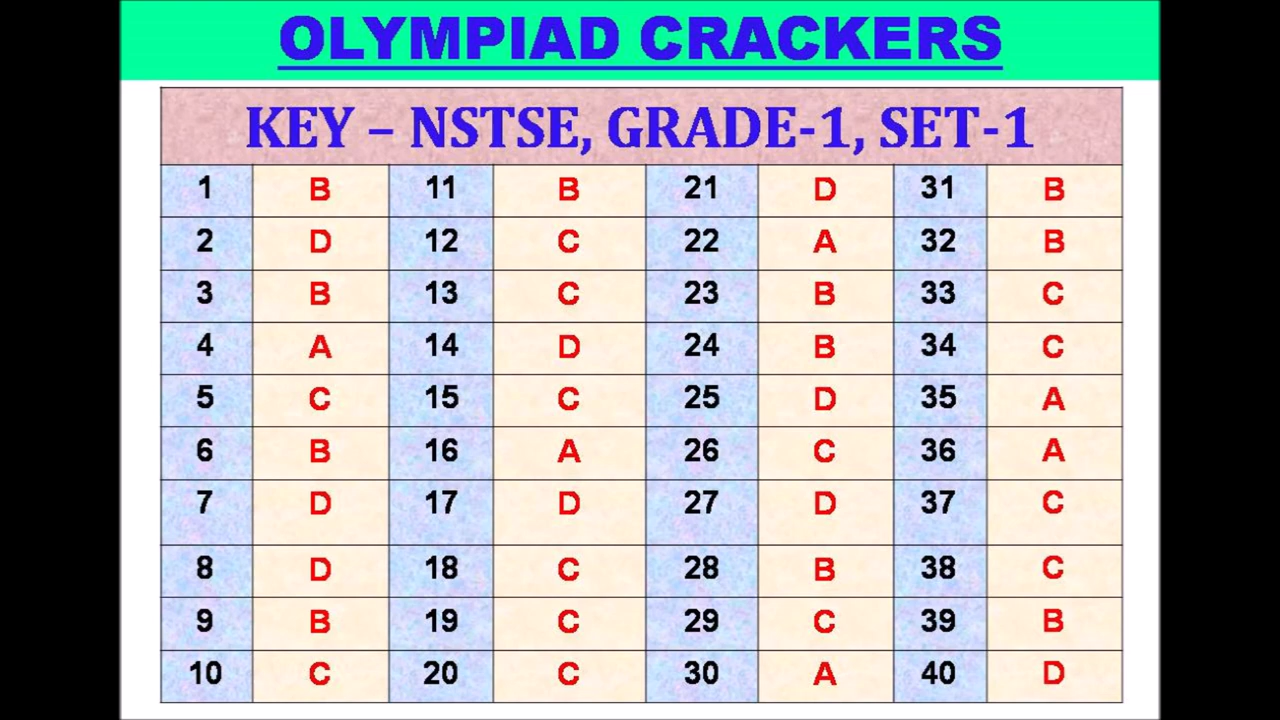 OLYMPIAD CRACKERS
KEY – NSTSE, GRADE-1, SET-1
1 B 11 B 21 D 31 B
2 D 12 C 22 A 32 B
3 B 13 C 23 B 33 C
4 A 14 D 24 B 34 C
5 C 15 C 25 D 35 A
6 B 16 A 26 C 36 A
7 D 17 D 27 D 37 C
8 D 18 C 28 B 38 C
9 B 19 C 29 C 39 B
10 C 20 C 30 A 40 D